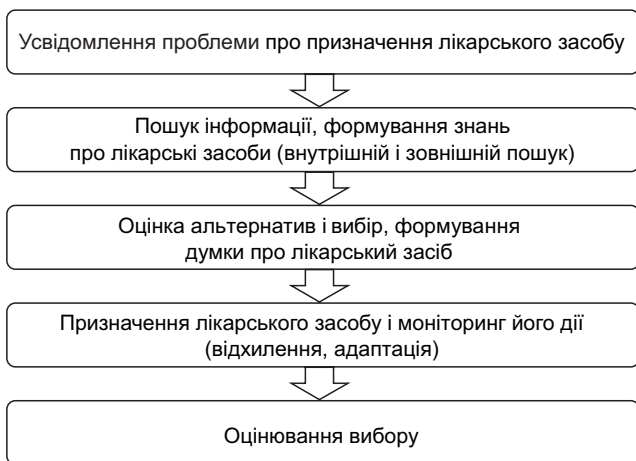 Усвідомлення проблеми про призначення лікарського засобу
Пошук інформації, формування знань
про лікарські засоби (внутрішній і зовнішній пошук)
Оцінка альтернатив і вибір, формування
думки про лікарський засіб
Призначення лікарського засобу і моніторинг його дії
(відхилення, адаптація)
Оцінювання вибору